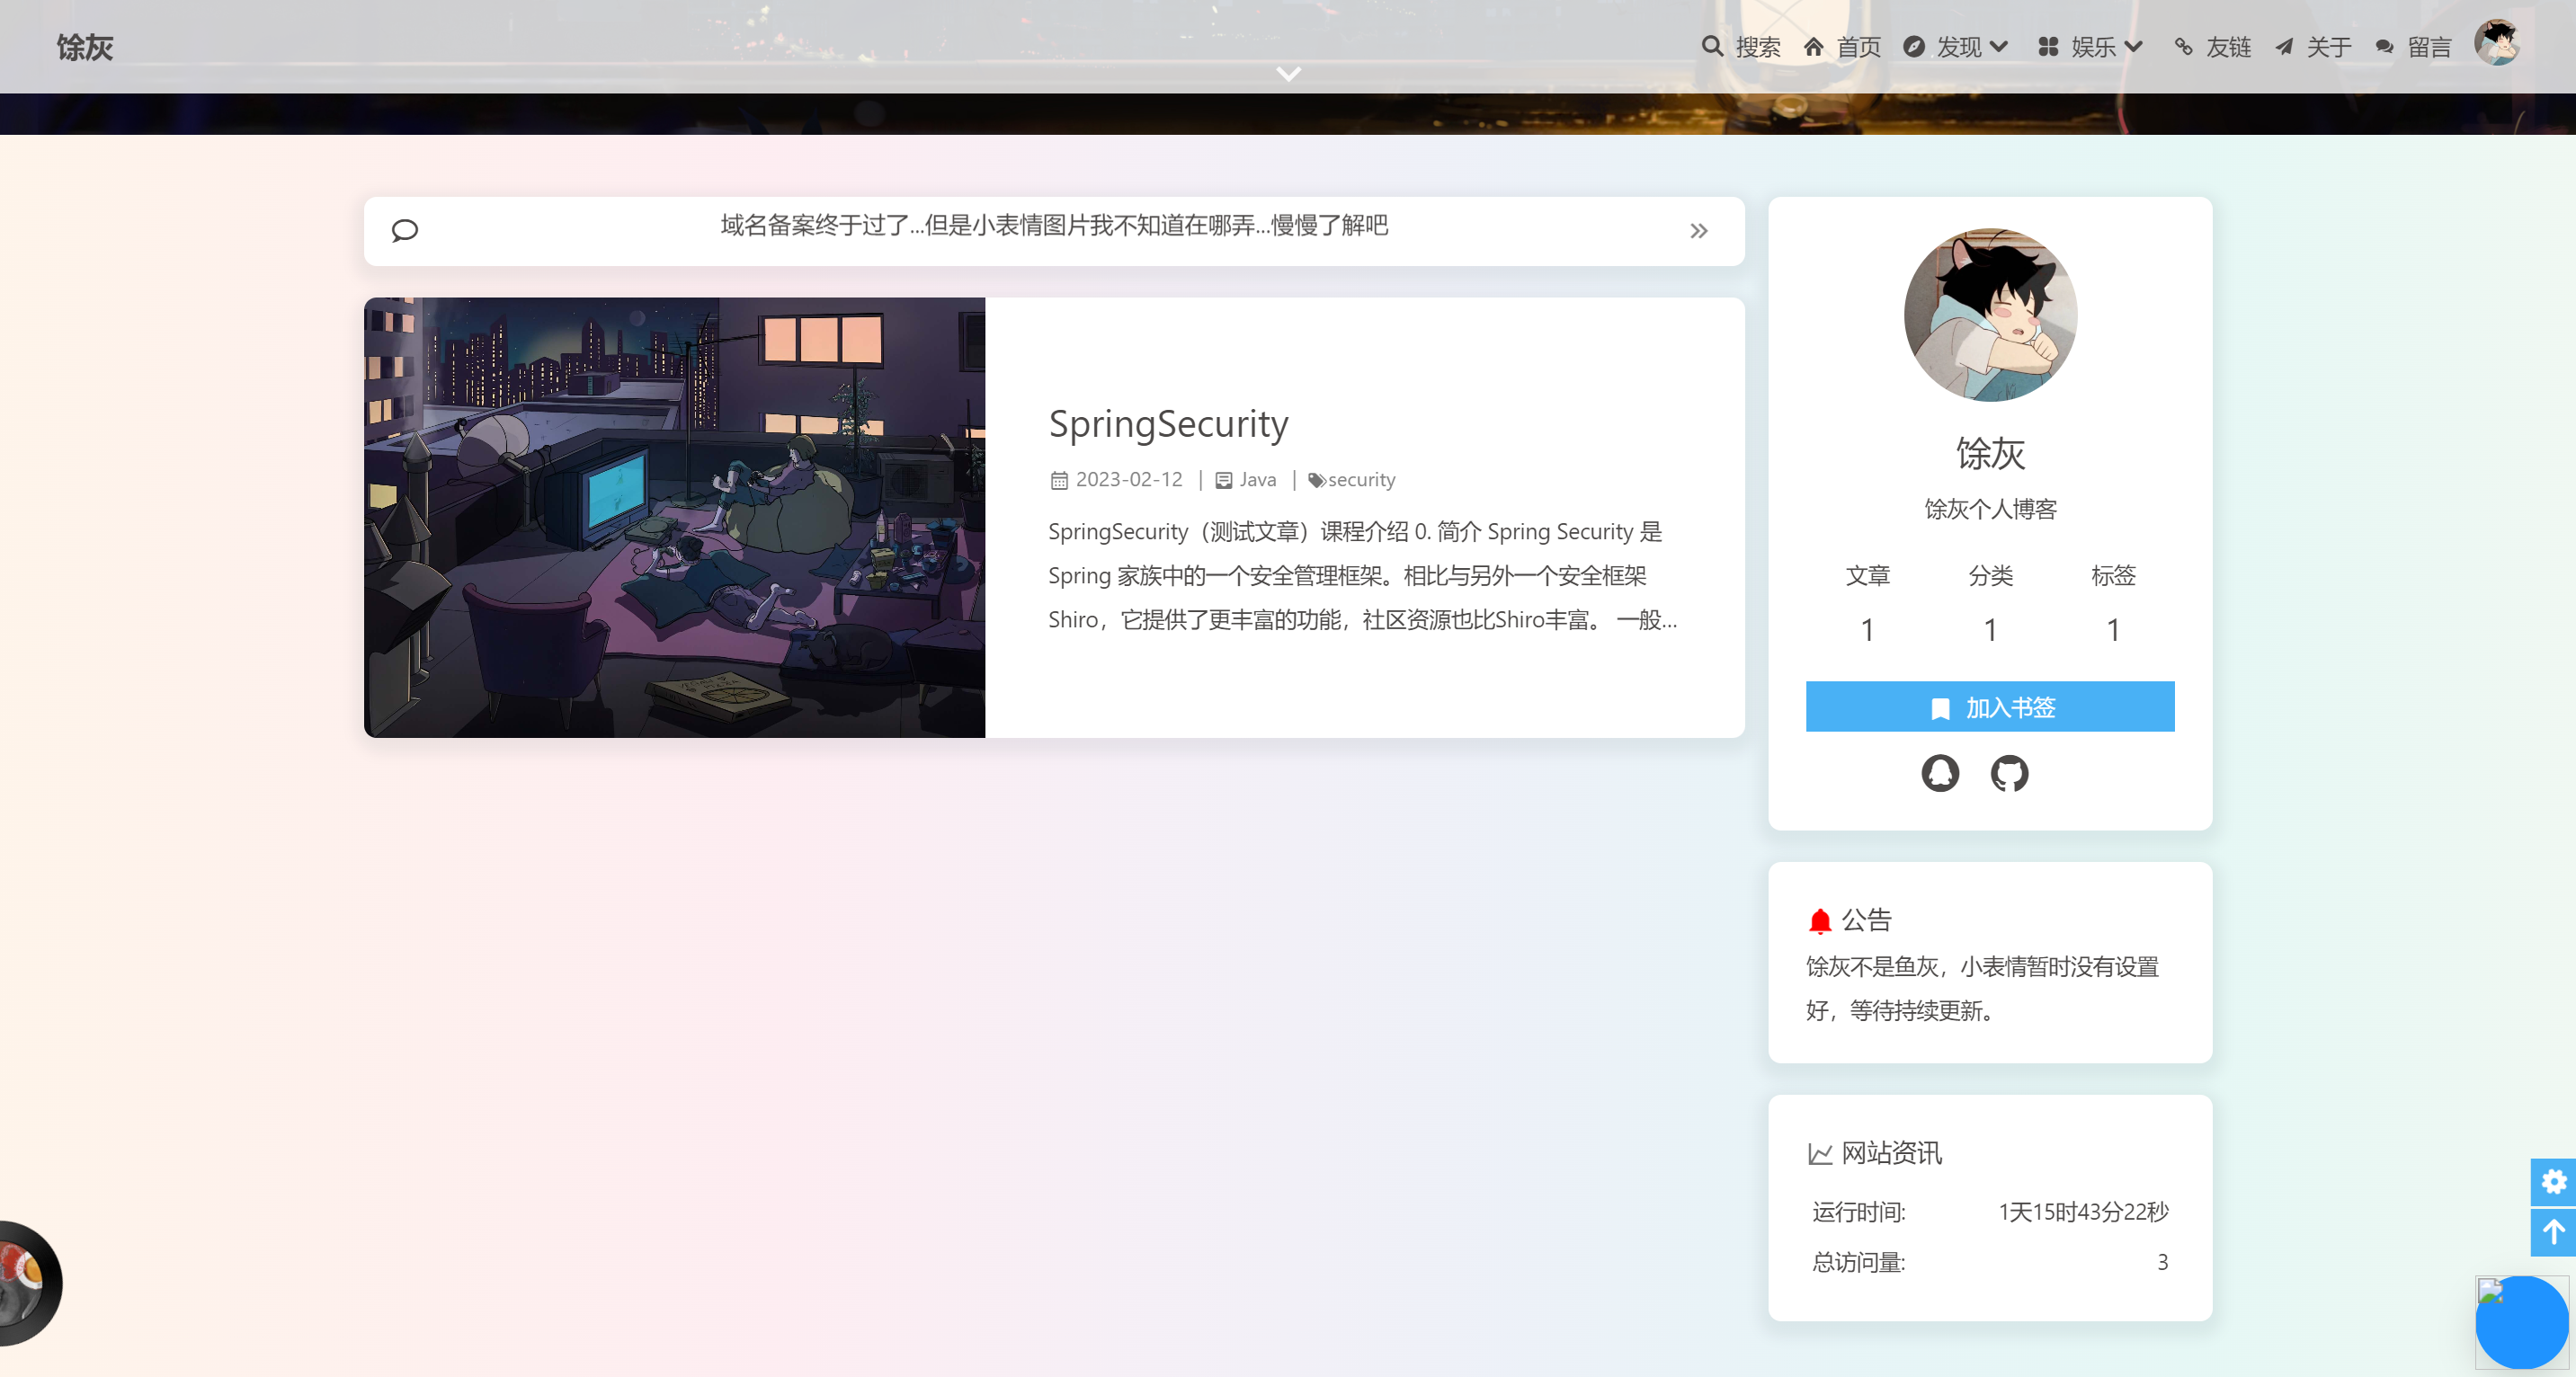 馀灰
搜索 首页 发现 娱乐 友链 关于 留言
域名备案终于过了...但是小表情图片我不知道在哪弄...慢慢了解吧
SpringSecurity
2023-02-12 | Java | security
SpringSecurity（测试文章）课程介绍 0. 简介 Spring Security 是
Spring 家族中的一个安全管理框架。相比与另外一个安全框架
Shiro，它提供了更丰富的功能，社区资源也比Shiro丰富。 一般...
馀灰
馀灰个人博客
文章 分类 标签
1 1 1
加入书签
公告
馀灰不是鱼灰，小表情暂时没有设置
好，等待持续更新。
网站资讯
运行时间: 1天15时43分22秒
总访问量: 3